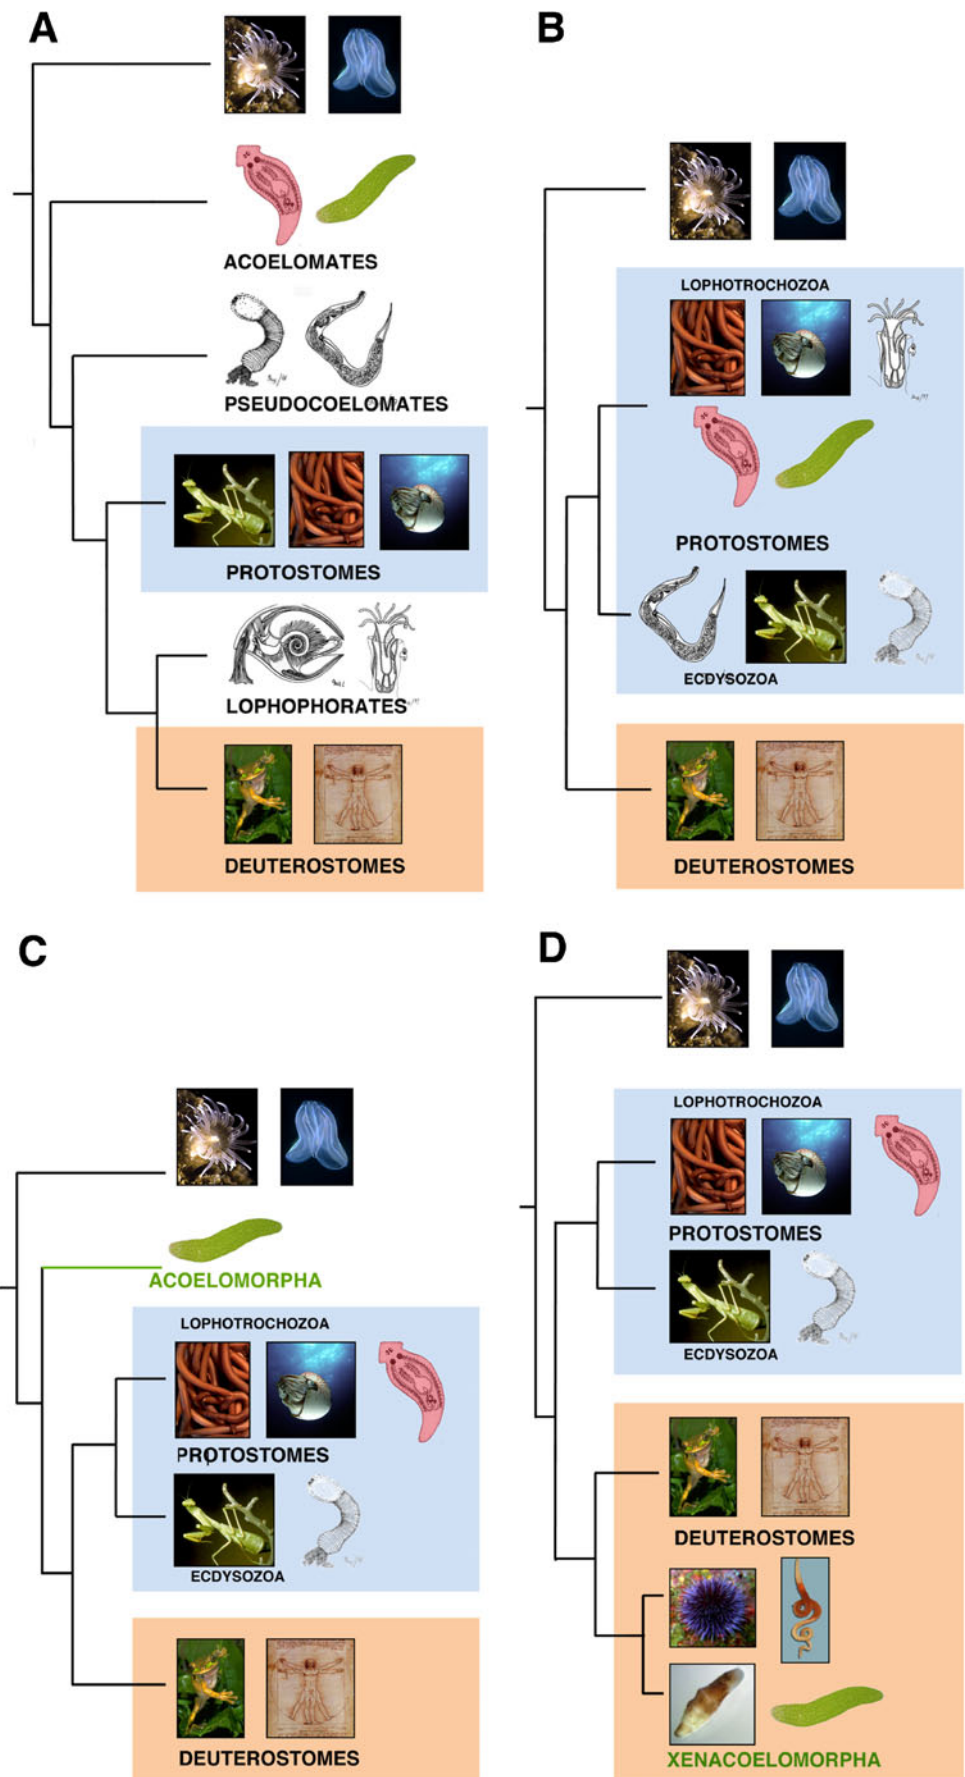 A
ACOELOMATES
PSEUDOCOELOMATES
PROTOSTOMES
LOPHOPHORATES
DEUTEROSTOMES
B
LOPHOTROCHOZOA
PROTOSTOMES
ECDYSOZOA
DEUTEROSTOMES
C
ACOELOMORPHA
LOPHOTROCHOZOA
PROTOSTOMES
ECDYSOZOA
DEUTEROSTOMES
D
LOPHOTROCHOZOA
PROTOSTOMES
ECDYSOZOA
DEUTEROSTOMES
XENACOELOMORPHA